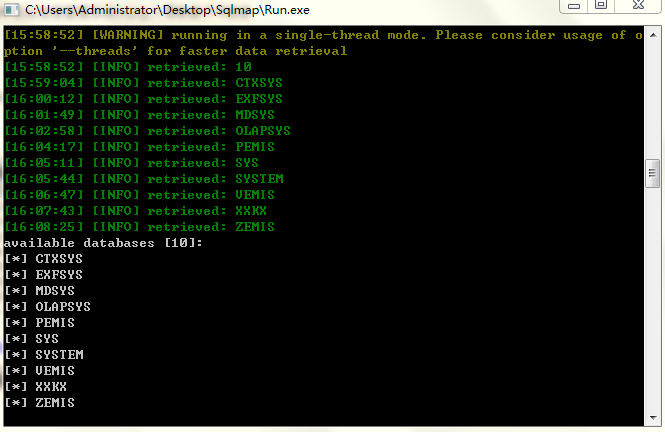 C:\Users\Administrator\Desktop\Sqlmap\Run.exe
[15:58:52] [WARNING] running in a single-thread mode. Please consider usage of o
ption '--threads' for faster data retrieval
[15:58:52] [INFO] retrieved: 10
[15:59:04] [INFO] retrieved: CTXSYS
[16:00:12] [INFO] retrieved: EXFSYS
[16:01:49] [INFO] retrieved: MDSYS
[16:02:58] [INFO] retrieved: OLAPSYS
[16:04:17] [INFO] retrieved: PEMIS
[16:05:11] [INFO] retrieved: SYS
[16:05:44] [INFO] retrieved: SYSTEM
[16:06:47] [INFO] retrieved: VEMIS
[16:07:43] [INFO] retrieved: XXKX
[16:08:25] [INFO] retrieved: ZEMIS
available databases [10]:
[*] CTXSYS
[*] EXFSYS
[*] MDSYS
[*] OLAPSYS
[*] PEMIS
[*] SYS
[*] SYSTEM
[*] VEMIS
[*] XXKX
[*] ZEMIS